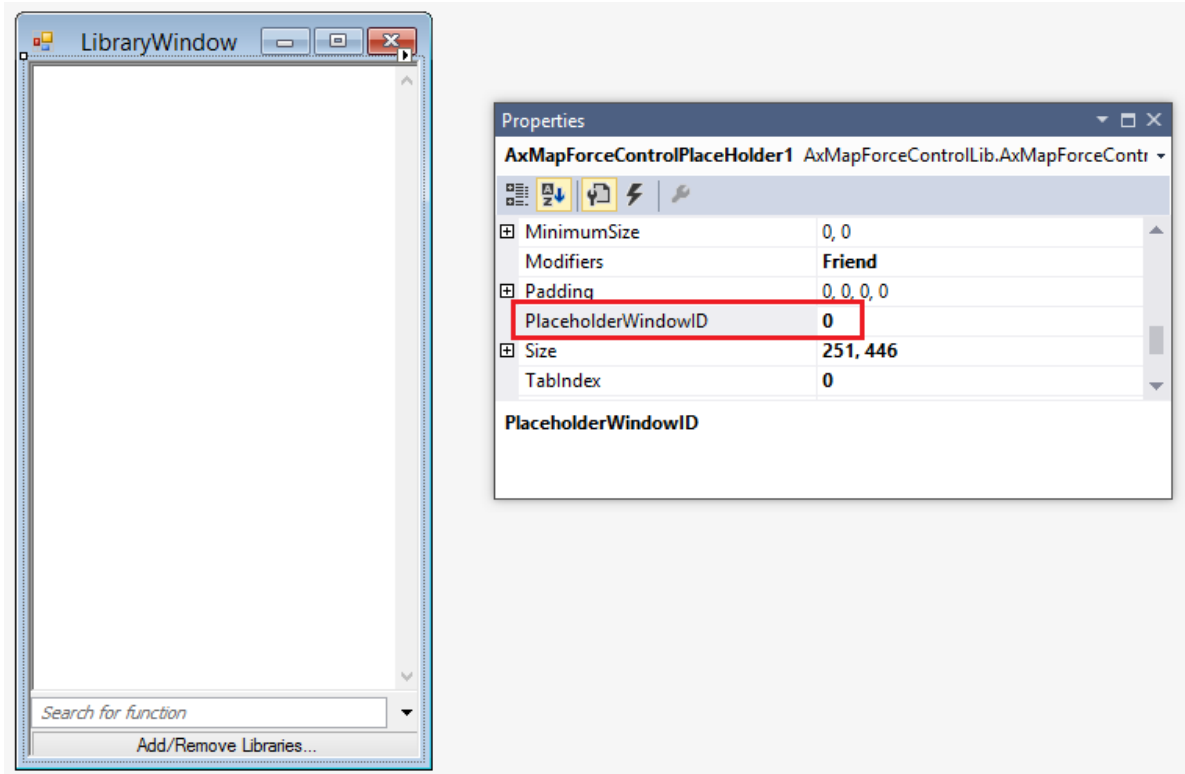 LibraryWindow
Search for function
Add/Remove Libraries...
Properties
AxMapForceControlPlaceHolder1 AxMapForceControlLib.AxMapForceContr
MinimumSize 0, 0
Modifiers Friend
Padding 0, 0, 0, 0
PlaceholderWindowID 0
Size 251, 446
TabIndex 0
PlaceholderWindowID